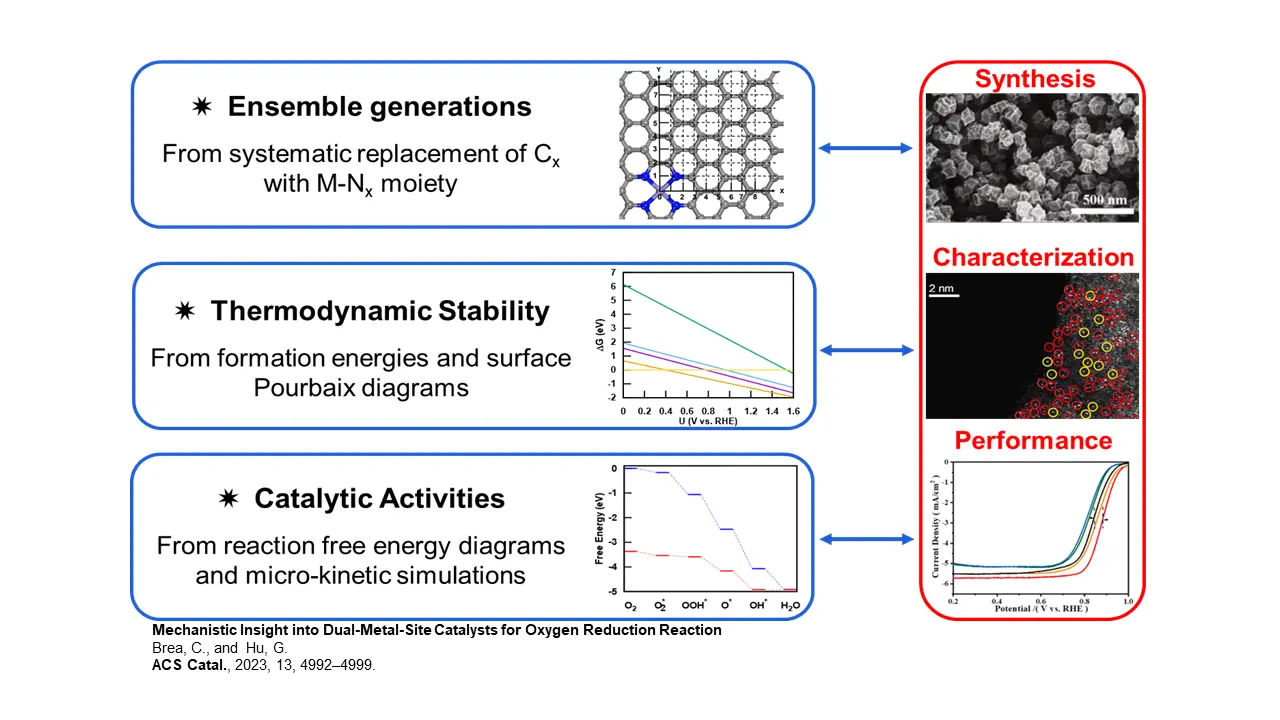 ✷ Ensemble generations
From systematic replacement of Cx
with M-Nx moiety
Y
8
7
6
5
4
3
2
1
0 1 2 3 4 5 6 7 8
X
✷ Thermodynamic Stability
From formation energies and surface
Pourbaix diagrams
7
6
5
4
3
2
1
0
-1
-2
ΔG (eV)
0 0.2 0.4 0.6 0.8 1 1.2 1.4 1.6
U (V vs. RHE)
✷ Catalytic Activities
From reaction free energy diagrams
and micro-kinetic simulations
0
-1
-2
-3
-4
-5
Free Energy (eV)
O2 O2* OOH* O* OH* H2O
Synthesis
500 nm
Characterization
2 nm
Performance
0
-1
-2
-3
-4
-5
-6
Current Density ( mA/cm2)
0.2 0.4 0.6 0.8 1.0
Potential /( V vs. RHE )
Mechanistic Insight into Dual-Metal-Site Catalysts for Oxygen Reduction Reaction
Brea, C., and Hu, G.
ACS Catal., 2023, 13, 4992–4999.